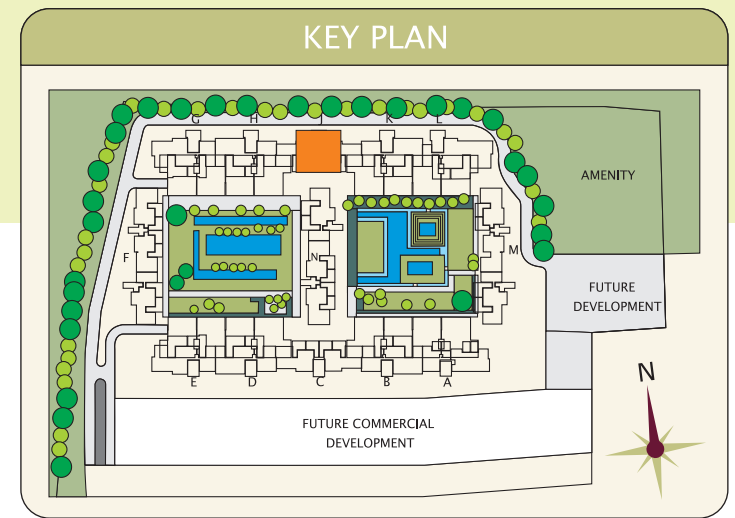 KEY PLAN
G
H
J
K
L
AMENITY
F
N
M
FUTURE
DEVELOPMENT
E
D
C
B
A
N
FUTURE COMMERCIAL
DEVELOPMENT